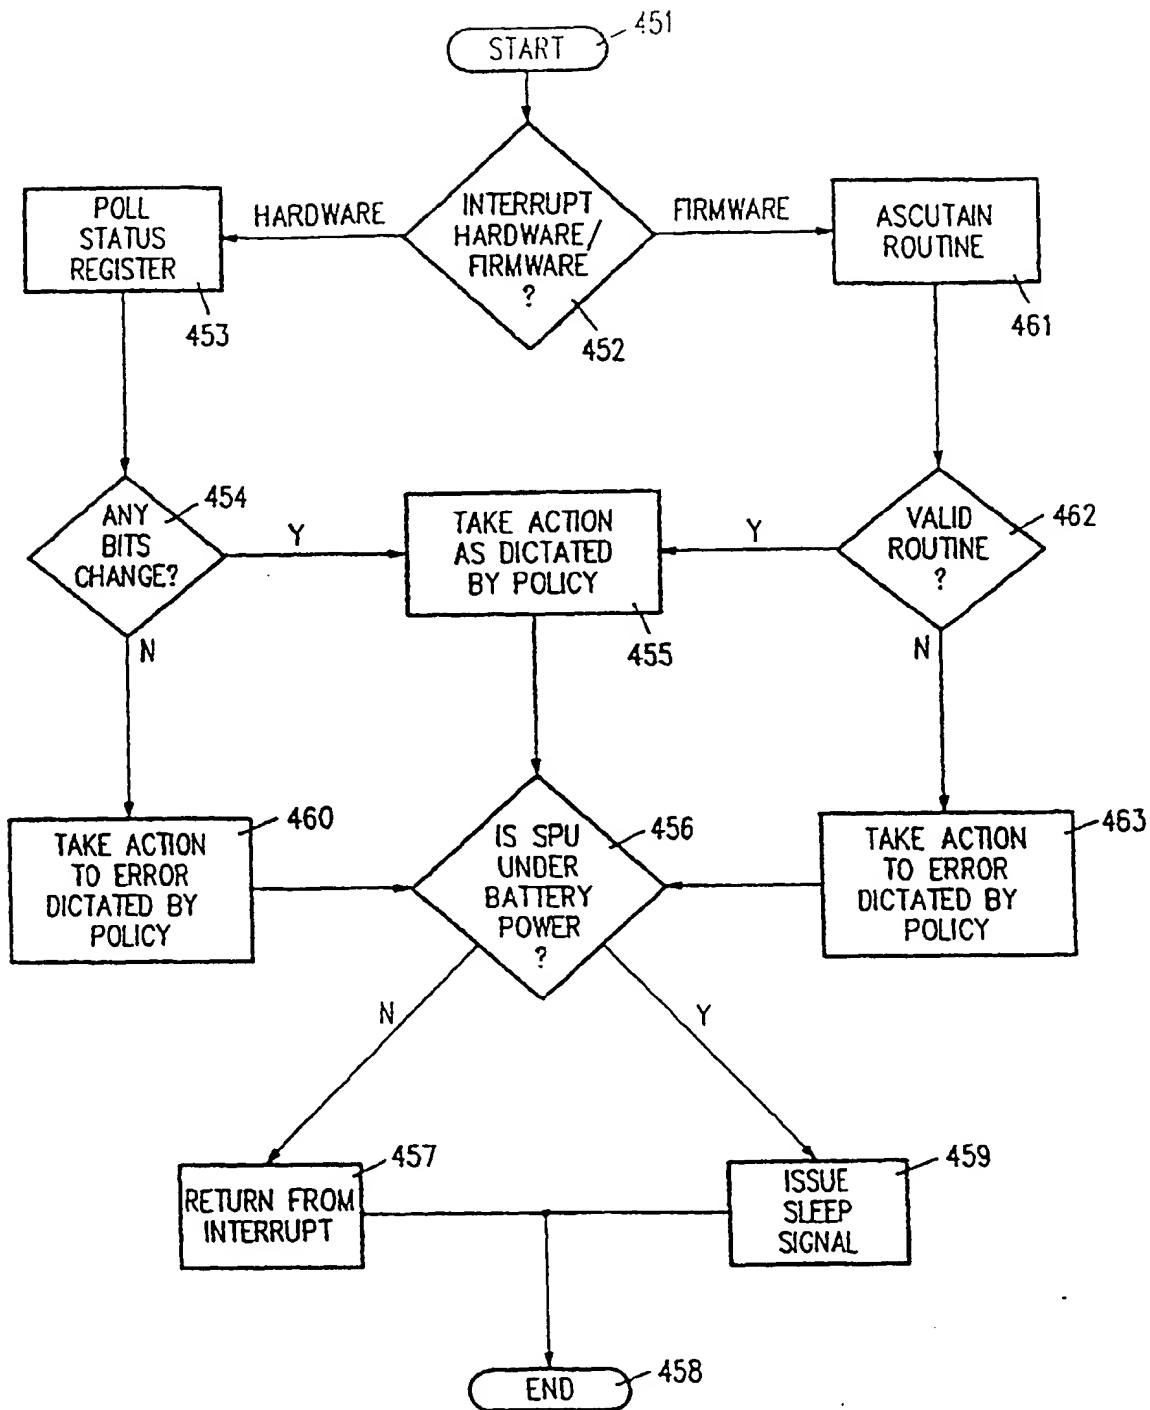 451
START
POLL
STATUS
REGISTER
453
HARDWARE
INTERRUPT
HARDWARE/
FIRMWARE
?
452
FIRMWARE
ASCUTAIN
ROUTINE
461
ANY
BITS
CHANGE?
454
Y
N
TAKE ACTION
AS DICTATED
BY POLICY
455
Y
VALID
ROUTINE
?
462
N
TAKE ACTION
TO ERROR
DICTATED BY
POLICY
460
IS SPU
UNDER
BATTERY
POWER
?
456
TAKE ACTION
TO ERROR
DICTATED BY
POLICY
463
N
Y
RETURN FROM
INTERRUPT
457
ISSUE
SLEEP
SIGNAL
459
END
458